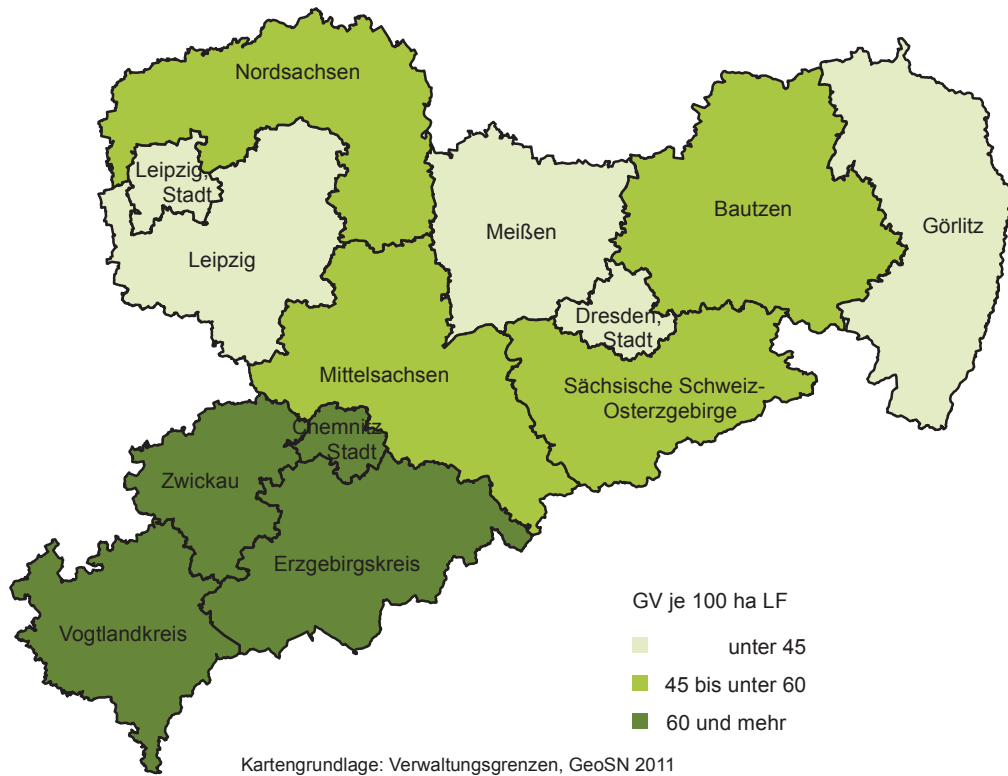 Nordsachsen
Leipzig,
Stadt
Leipzig
Meißen
Bautzen
Görlitz
Dresden,
Stadt
Mittelsachsen
Sächsische Schweiz-
Osterzgebirge
Chemnitz,
Stadt
Zwickau
Erzgebirgskreis
Vogtlandkreis
GV je 100 ha LF
unter 45
45 bis unter 60
60 und mehr
Kartengrundlage: Verwaltungsgrenzen, GeoSN 2011